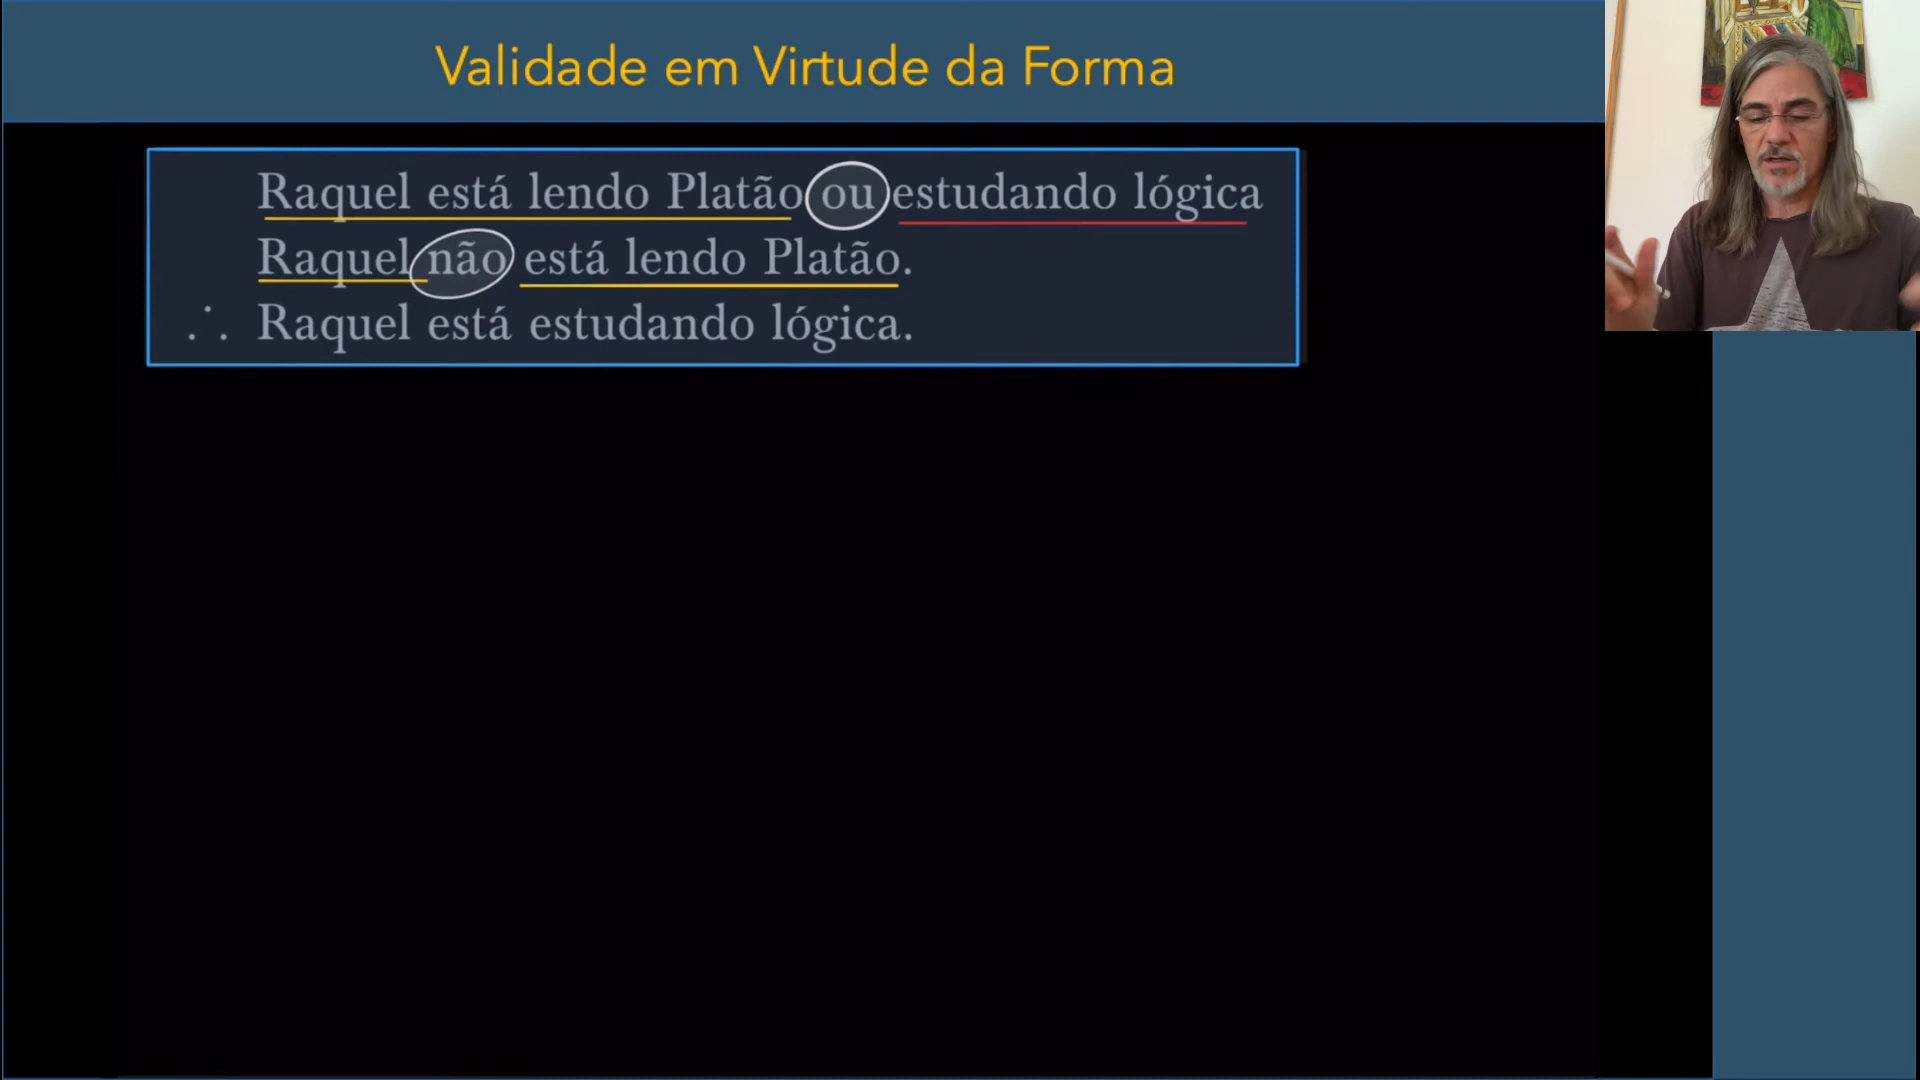 Validade em Virtude da Forma
Raquel está lendo Platão ou estudando lógica
Raquel não está lendo Platão.
∴ Raquel está estudando lógica.